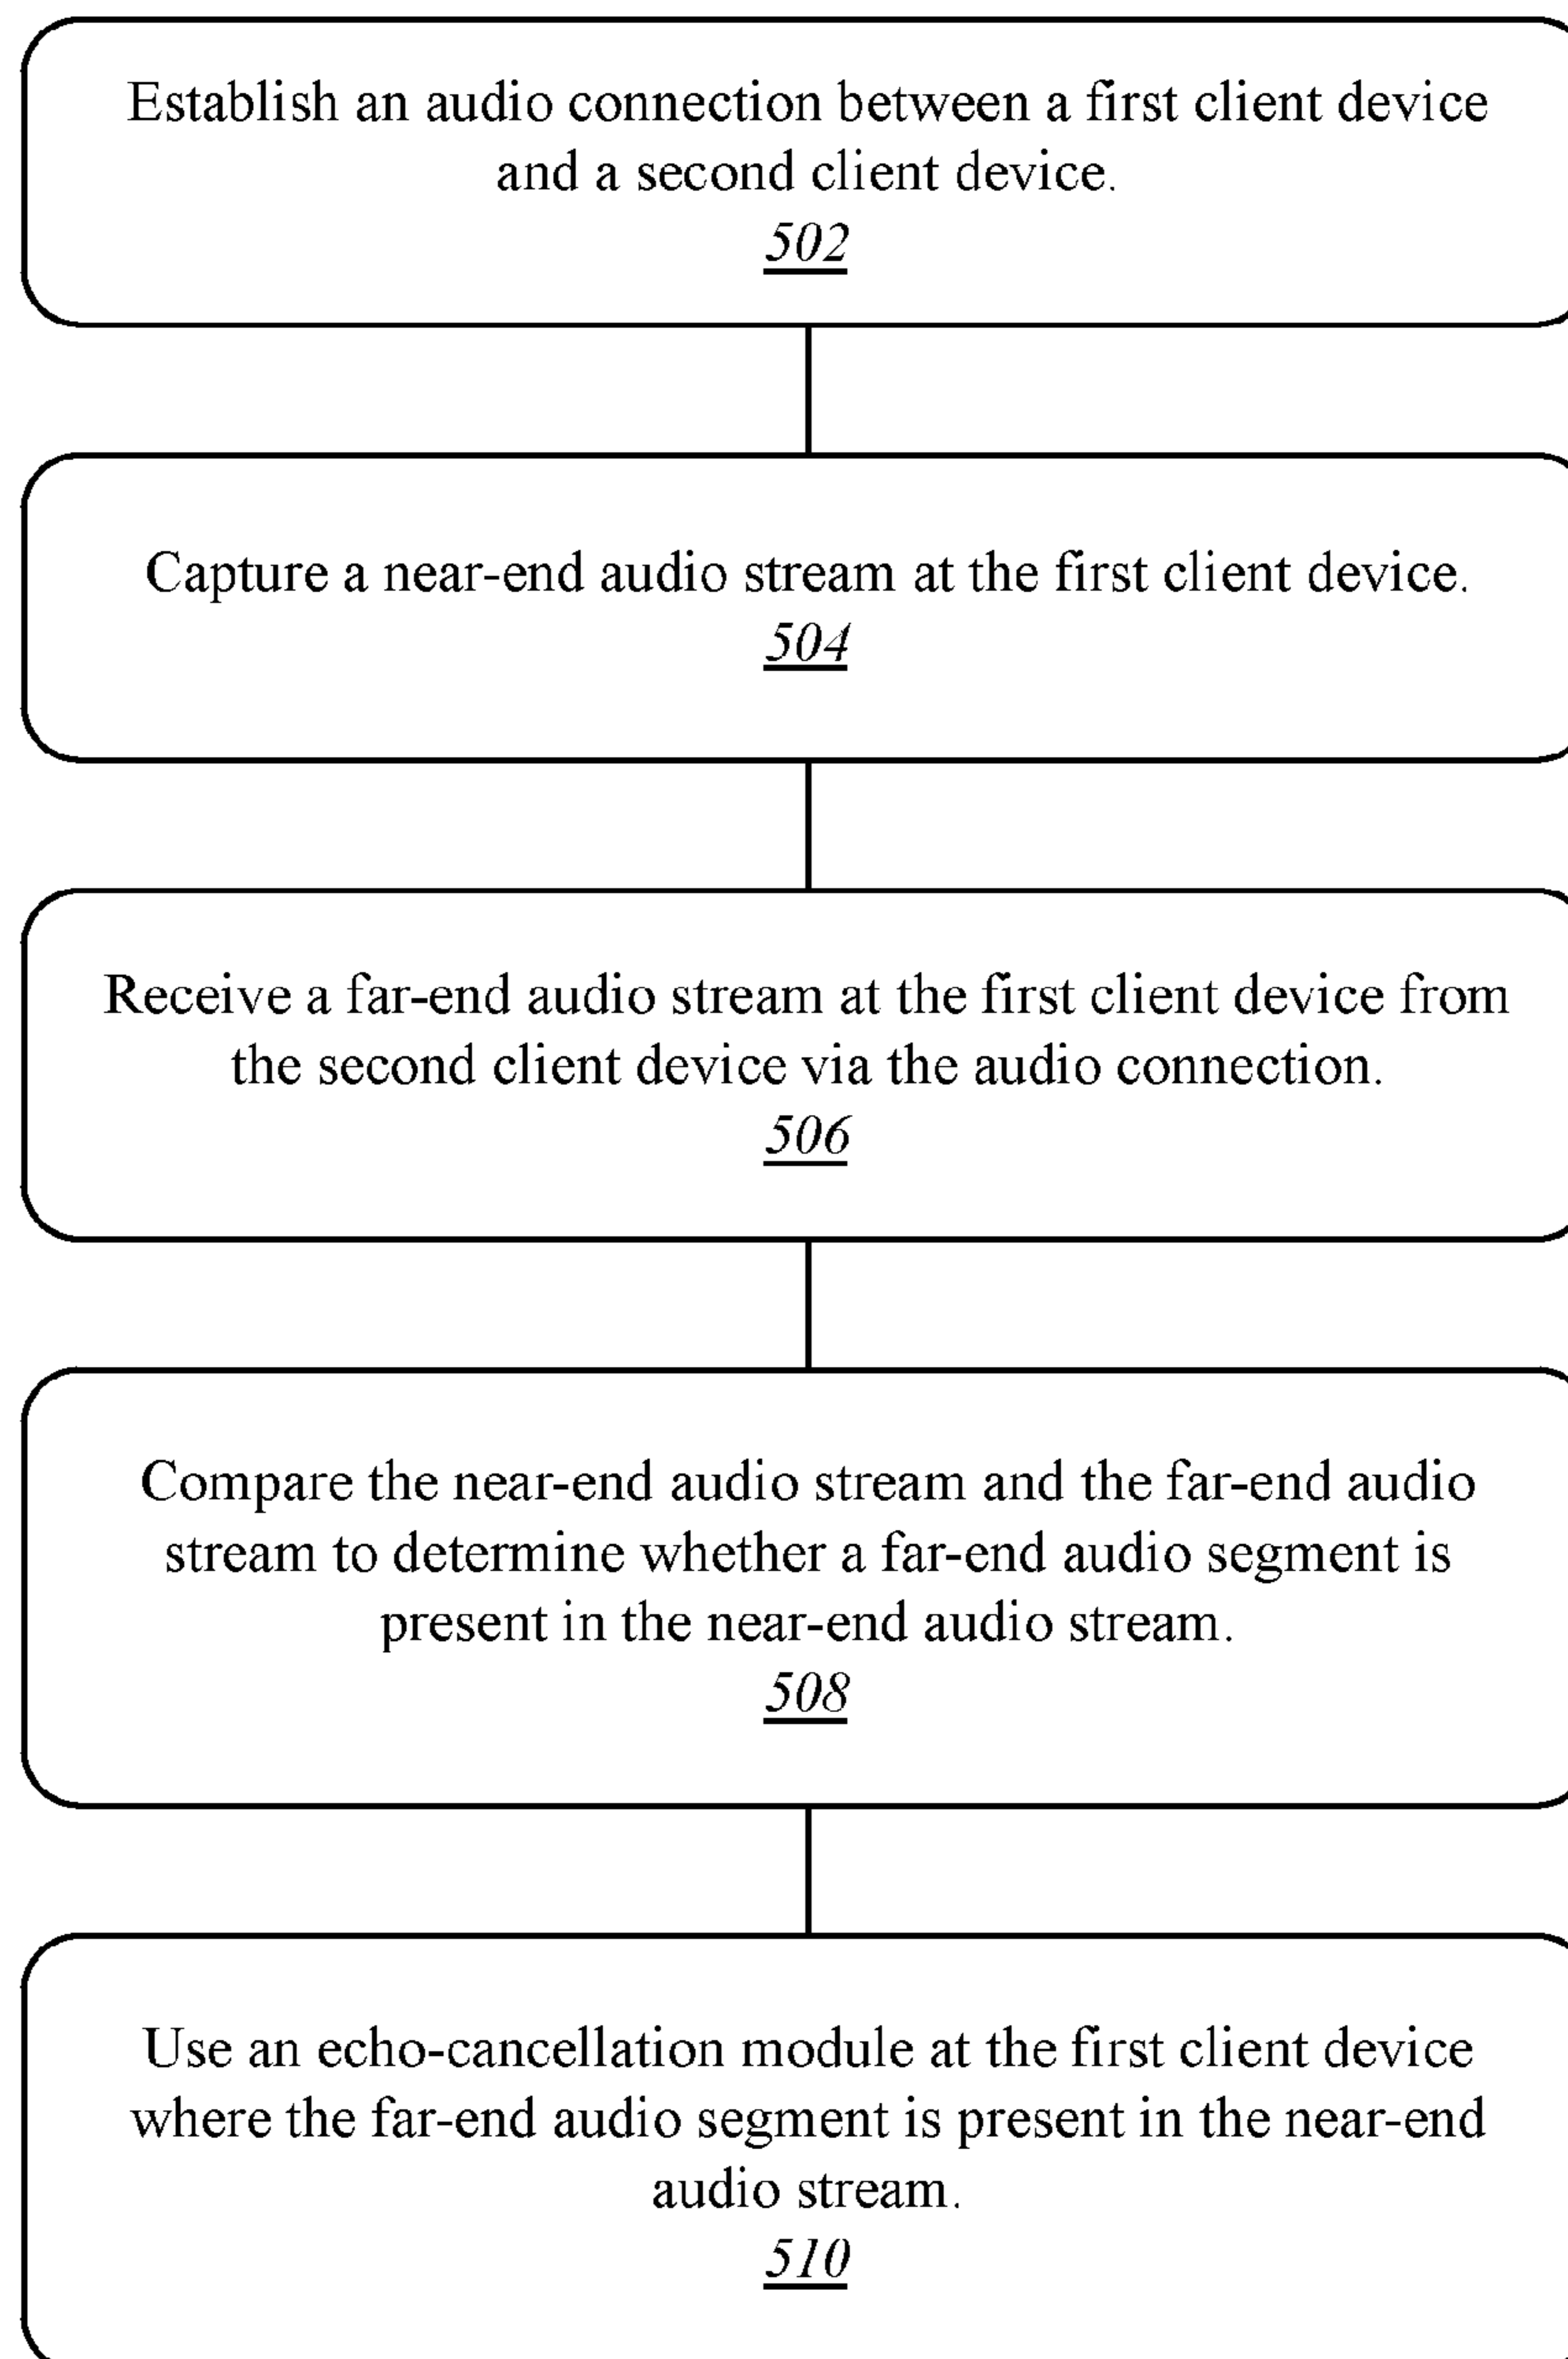 Establish an audio connection between a first client device
and a second client device.
502
Capture a near-end audio stream at the first client device.
504
Receive a far-end audio stream at the first client device from
the second client device via the audio connection.
506
Compare the near-end audio stream and the far-end audio
stream to determine whether a far-end audio segment is
present in the near-end audio stream.
508
Use an echo-cancellation module at the first client device
where the far-end audio segment is present in the near-end
audio stream.
510